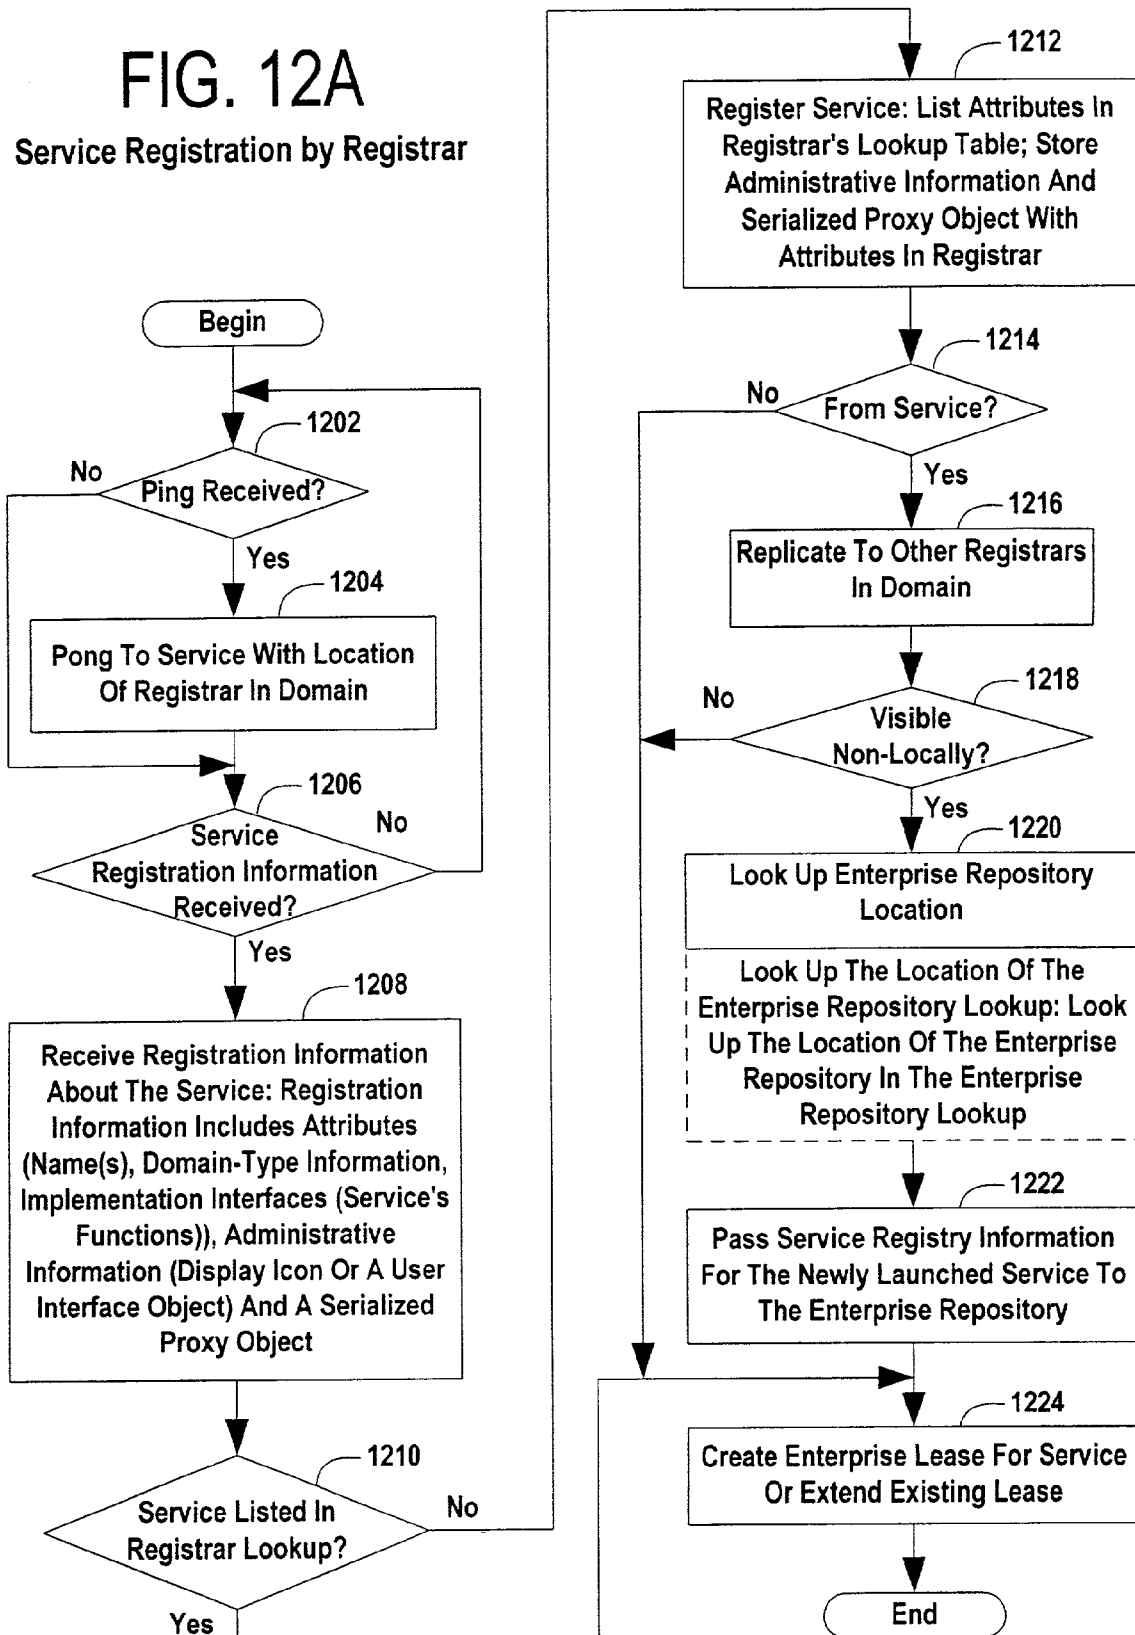 FIG. 12A
Service Registration by Registrar
Begin
1202
No
Ping Received?
Yes
1204
Pong To Service With Location
Of Registrar In Domain
1206
No
Service
Registration Information
Received?
Yes
1208
Receive Registration Information
About The Service: Registration
Information Includes Attributes
(Name(s), Domain-Type Information,
Implementation Interfaces (Service's
Functions)), Administrative
Information (Display Icon Or A User
Interface Object) And A Serialized
Proxy Object
1210
No
Service Listed In
Registrar Lookup?
Yes
1212
Register Service: List Attributes In
Registrar's Lookup Table; Store
Administrative Information And
Serialized Proxy Object With
Attributes In Registrar
1214
No
From Service?
Yes
1216
Replicate To Other Registrars
In Domain
1218
No
Visible
Non-Locally?
Yes
1220
Look Up Enterprise Repository
Location
Look Up The Location Of The
Enterprise Repository Lookup: Look
Up The Location Of The Enterprise
Repository In The Enterprise
Repository Lookup
1222
Pass Service Registry Information
For The Newly Launched Service To
The Enterprise Repository
1224
Create Enterprise Lease For Service
Or Extend Existing Lease
End